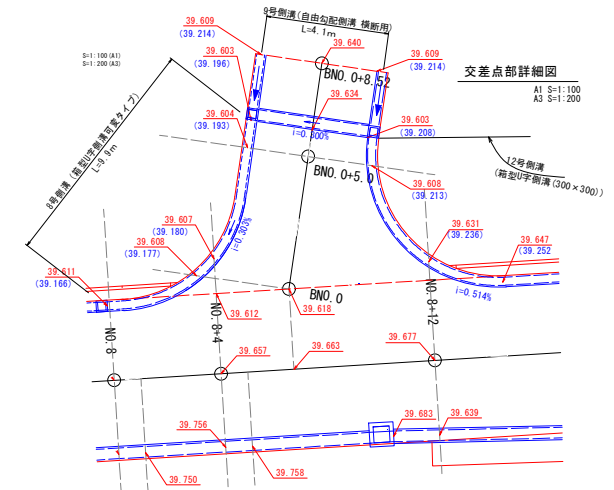 9号側溝(自由勾配側溝 横断用)
L=4.1m
39.609
(39.214)
39.603
(39.196)
39.640
39.609
(39.214)
BNO.0+8.52
交差点部詳細図
A1 S=1:100
A3 S=1:200
S=1:100(A1)
S=1:200(A3)
39.634
39.604
(39.193)
i=0.300%
39.603
(39.208)
12号側溝
(箱型U字側溝(300×300))
8号側溝 (箱型U字側溝可変タイプ)
L=9.9m
BNO.0+5.0
39.608
(39.213)
39.607
(39.180)
39.608
(39.177)
i=0.303%
39.631
(39.236)
39.647
(39.252
39.611
(39.166)
BNO.0
39.612
39.618
i=0.514%
NO.8
NO.8+4
NO.8+12
39.657
39.663
39.677
39.756
39.683
39.639
39.750
39.758